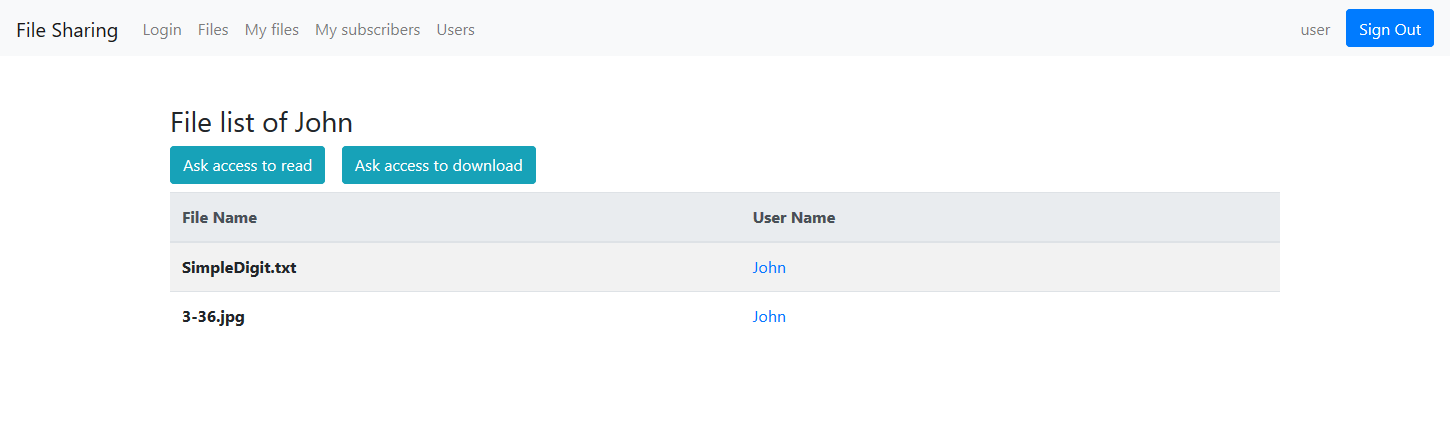 File Sharing Login Files My files My subscribers Users user Sign Out
File list of John
Ask access to read Ask access to download
File Name User Name
SimpleDigit.txt John
3-36.jpg John